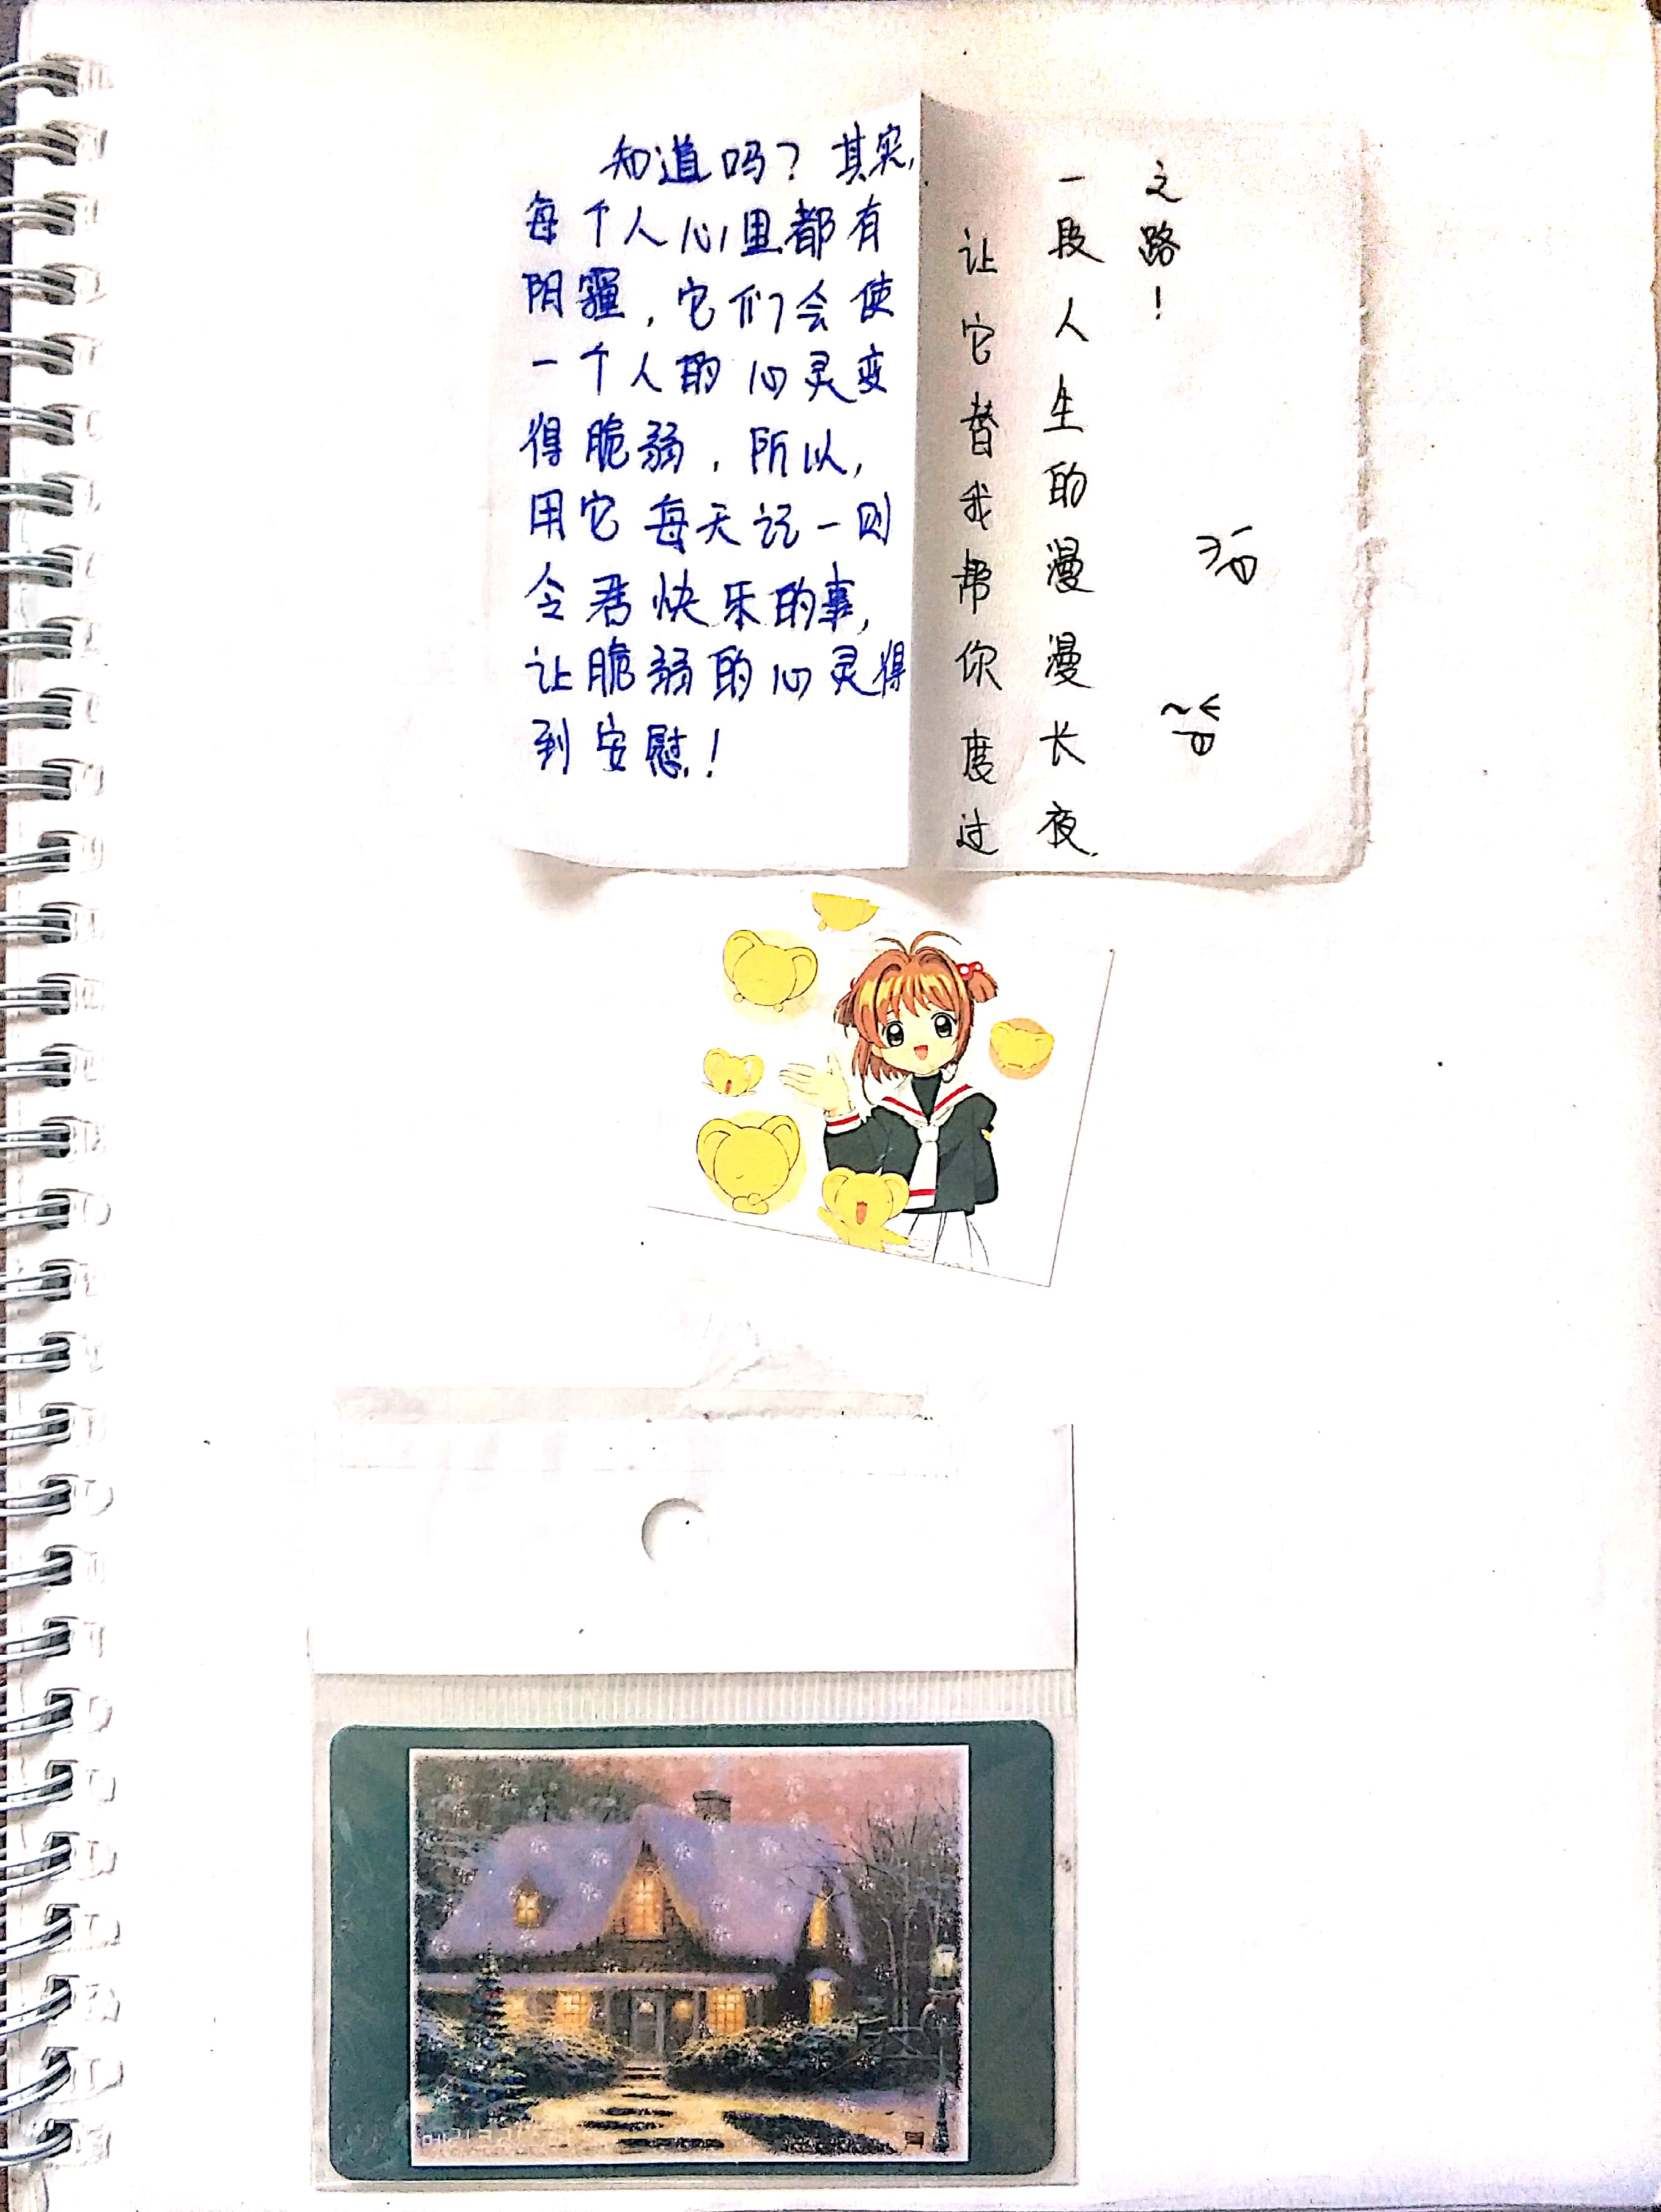 知道吗？其实，
每个人心里都有
阴霾，它们会使
一个人的心灵变
得脆弱，所以，
用它每天记一则
令君快乐的事，
让脆弱的心灵得
到安慰！
让它替我帮你度过
一段人生的漫漫长夜
之路！